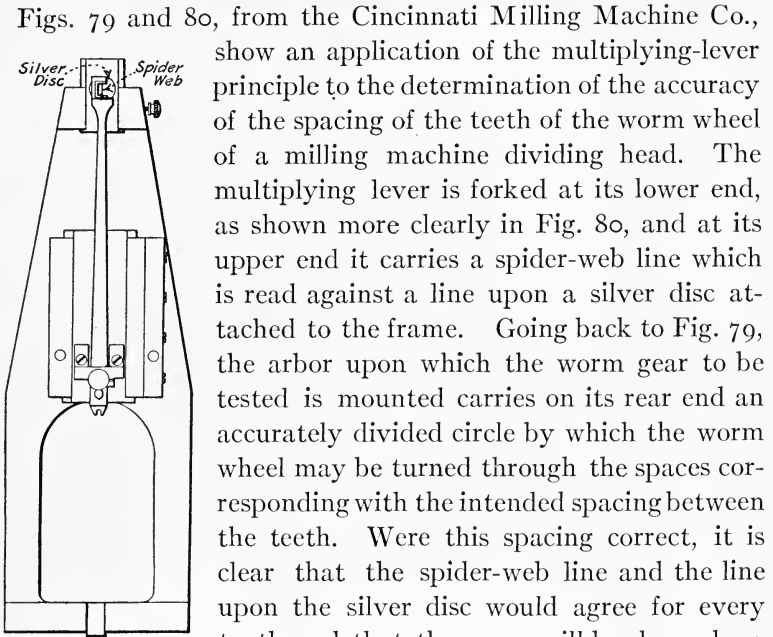 Figs. 79 and 80, from the Cincinnati Milling Machine Co.,
show an application of the multiplying-lever
Silver Disc
Spider Web
principle to the determination of the accuracy
of the spacing of the teeth of the worm wheel
of a milling machine dividing head. The
multiplying lever is forked at its lower end,
as shown more clearly in Fig. 80, and at its
upper end it carries a spider-web line which
is read against a line upon a silver disc at-
tached to the frame. Going back to Fig. 79,
the arbor upon which the worm gear to be
tested is mounted carries on its rear end an
accurately divided circle by which the worm
wheel may be turned through the spaces cor-
responding with the intended spacing between
the teeth. Were this spacing correct, it is
clear that the spider-web line and the line
upon the silver disc would agree for every